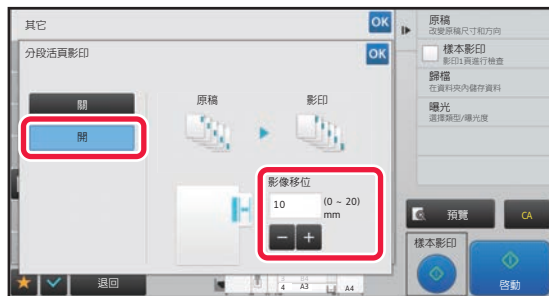 其它
OK
分段活頁影印
OK
關
開
原稿
影印
影像移位
10
(0 ~ 20)
mm
退回
4
A3
A4
原稿
改變原稿尺寸和方向
樣本影印
影印1頁進行檢查
歸檔
在資料夾內儲存資料
曝光
選擇類型/曝光度
預覽
CA
樣本影印
啓動